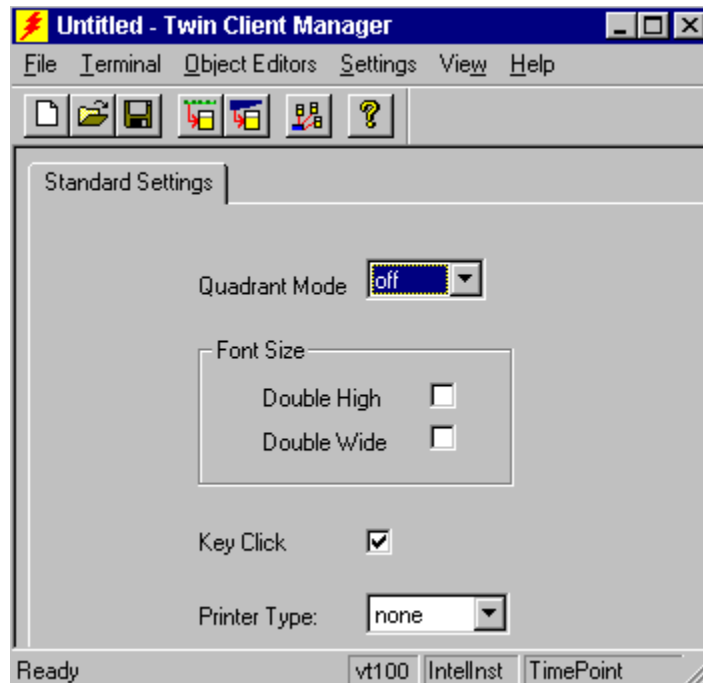 Untitled - Twin Client Manager
File Terminal Object Editors Settings View Help
Standard Settings
Quadrant Mode off
Font Size
Double High
Double Wide
Key Click
Printer Type: none
Ready vt100 IntelInst TimePoint